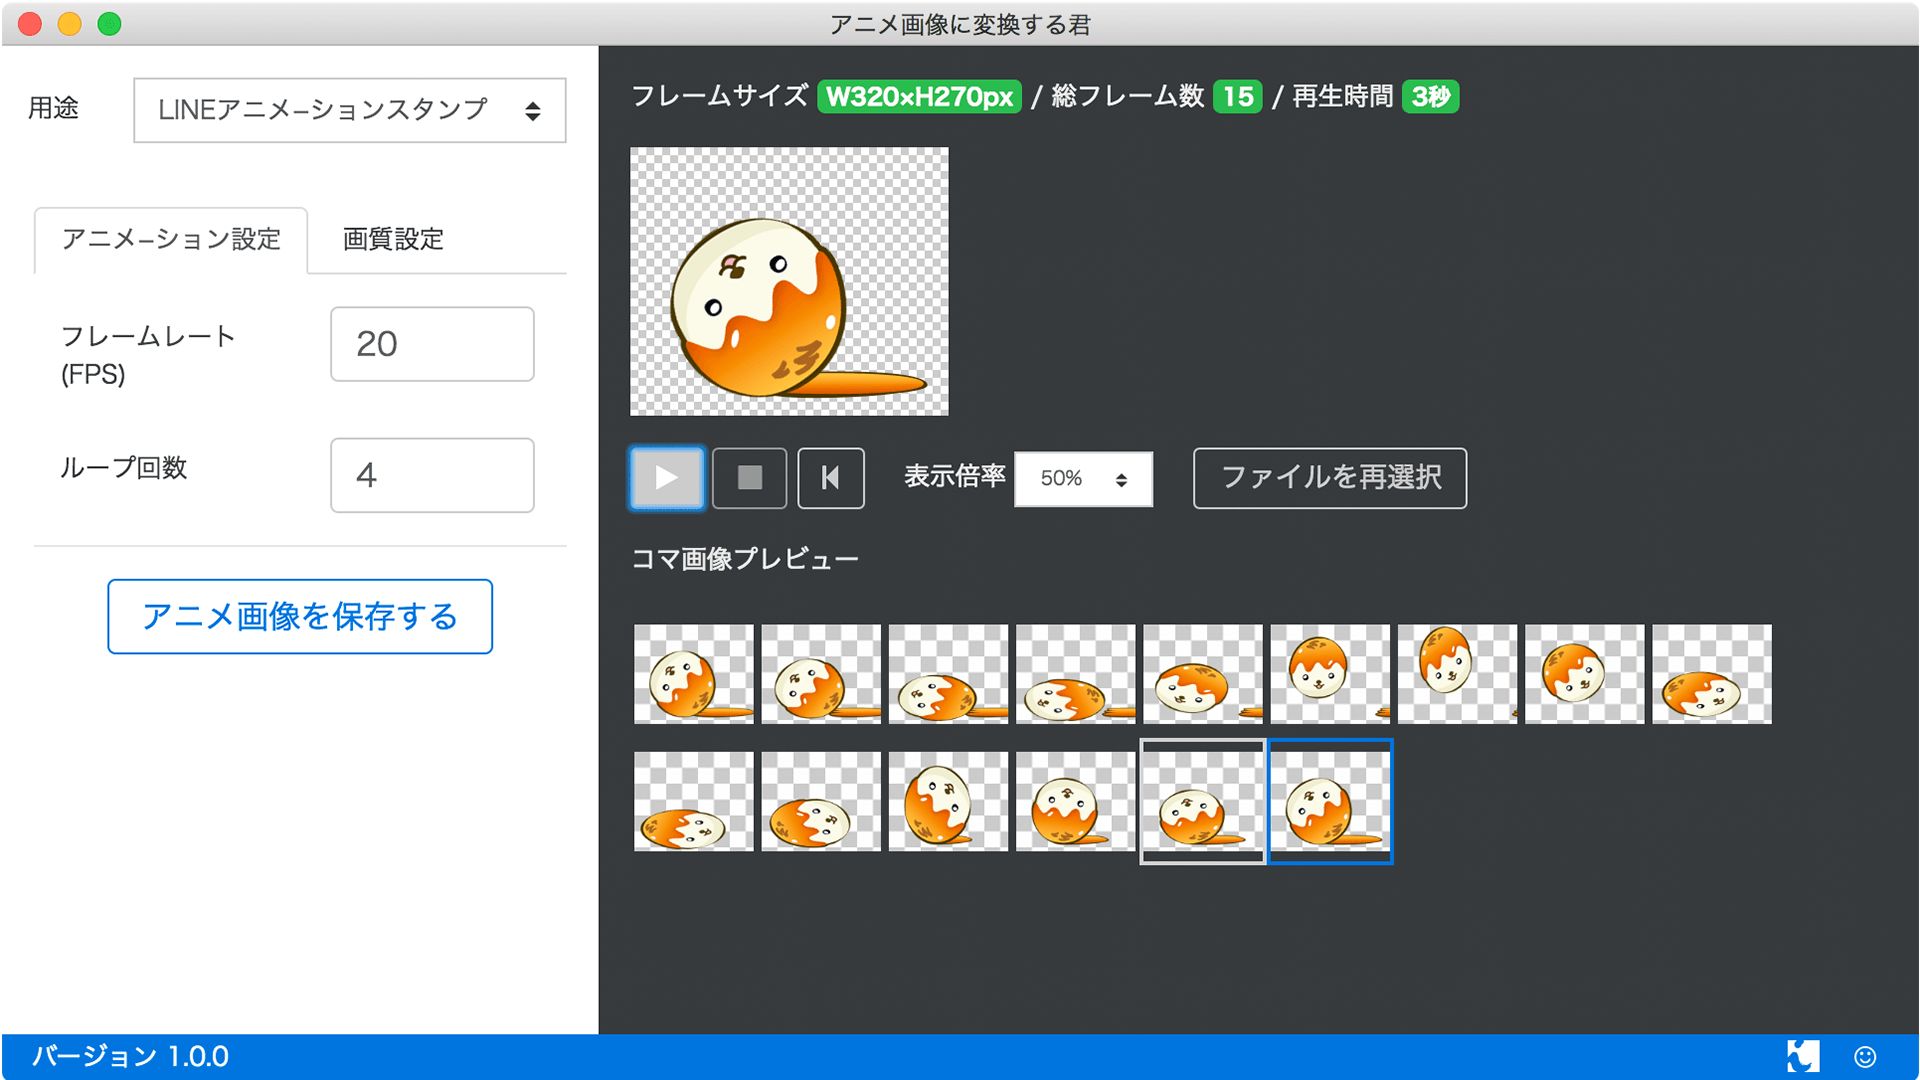 アニメ画像に変換する君
用途
LINEアニメーションスタンプ
アニメーション設定
画質設定
フレームレート
(FPS)
20
ループ回数
4
アニメ画像を保存する
フレームサイズ W320×H270px / 総フレーム数 15 / 再生時間 3秒
表示倍率
50%
ファイルを再選択
コマ画像プレビュー
バージョン 1.0.0